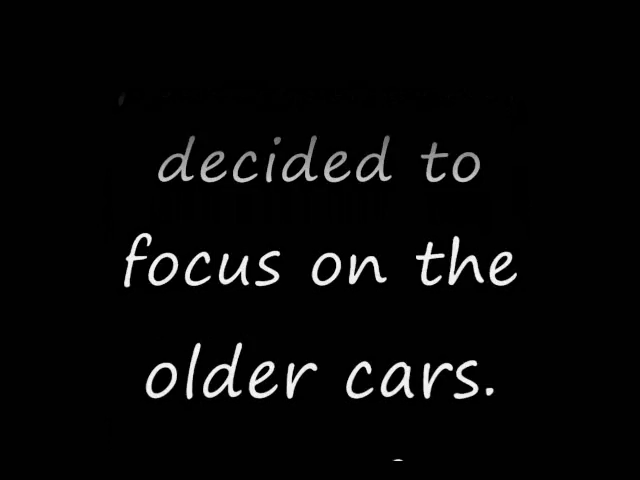 decided to
focus on the
older cars.